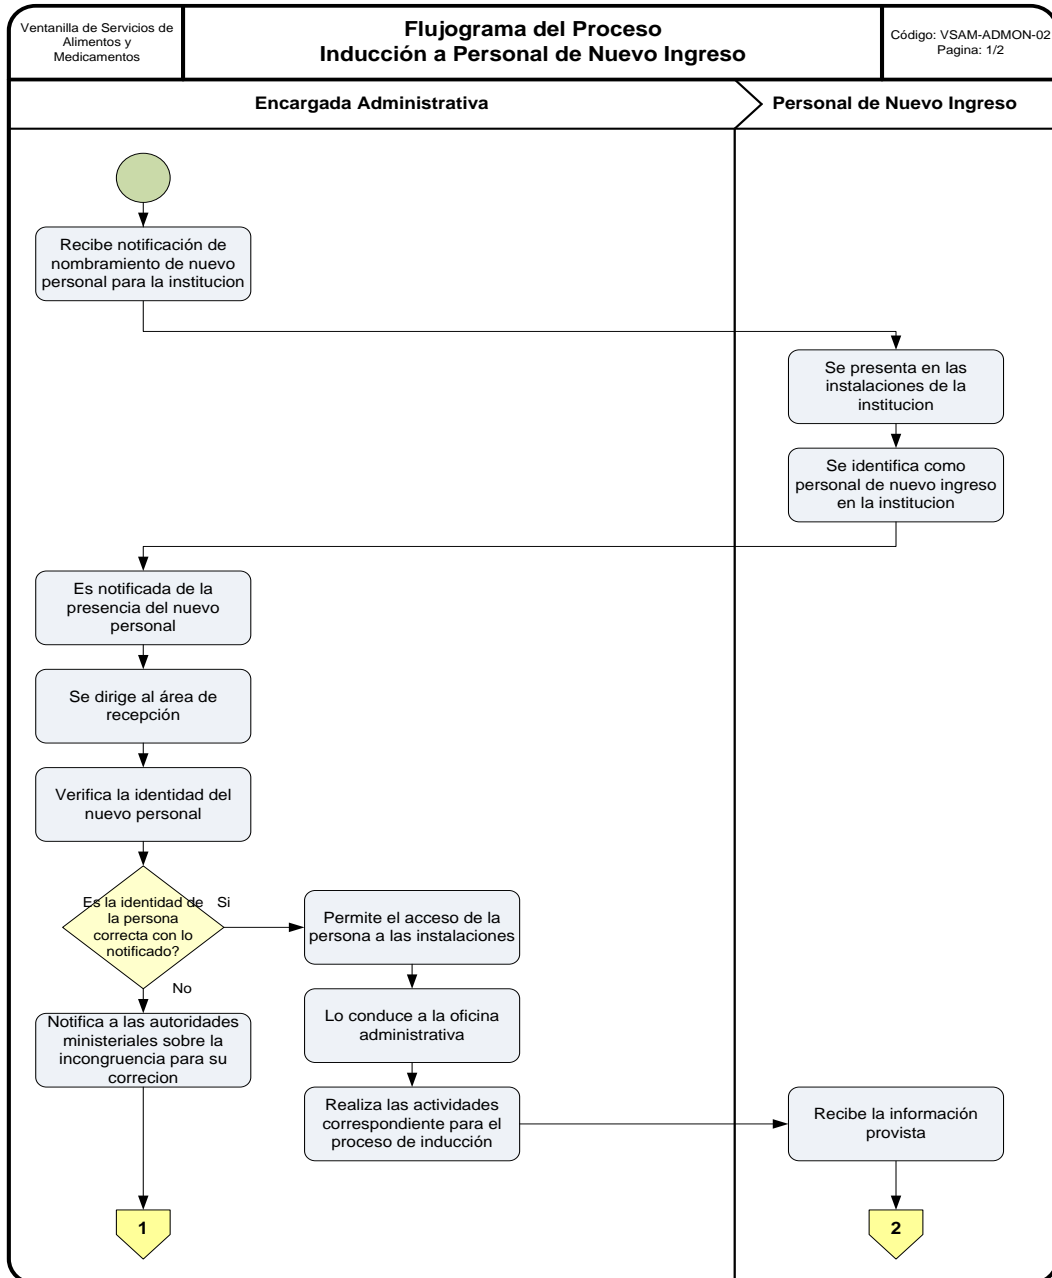 Ventanilla de Servicios de
Alimentos y
Medicamentos
Flujograma del Proceso
Inducción a Personal de Nuevo Ingreso
Código: VSAM-ADMON-02
Pagina: 1/2
Encargada Administrativa
Personal de Nuevo Ingreso
Recibe notificación de
nombramiento de nuevo
personal para la institucion
Se presenta en las
instalaciones de la
institucion
Se identifica como
personal de nuevo ingreso
en la institucion
Es notificada de la
presencia del nuevo
personal
Se dirige al área de
recepción
Verifica la identidad del
nuevo personal
Es la identidad de
la persona
correcta con lo
notificado?
Si
No
Permite el acceso de la
persona a las instalaciones
Lo conduce a la oficina
administrativa
Notifica a las autoridades
ministeriales sobre la
incongruencia para su
correcion
Realiza las actividades
correspondiente para el
proceso de inducción
Recibe la información
provista
1
2